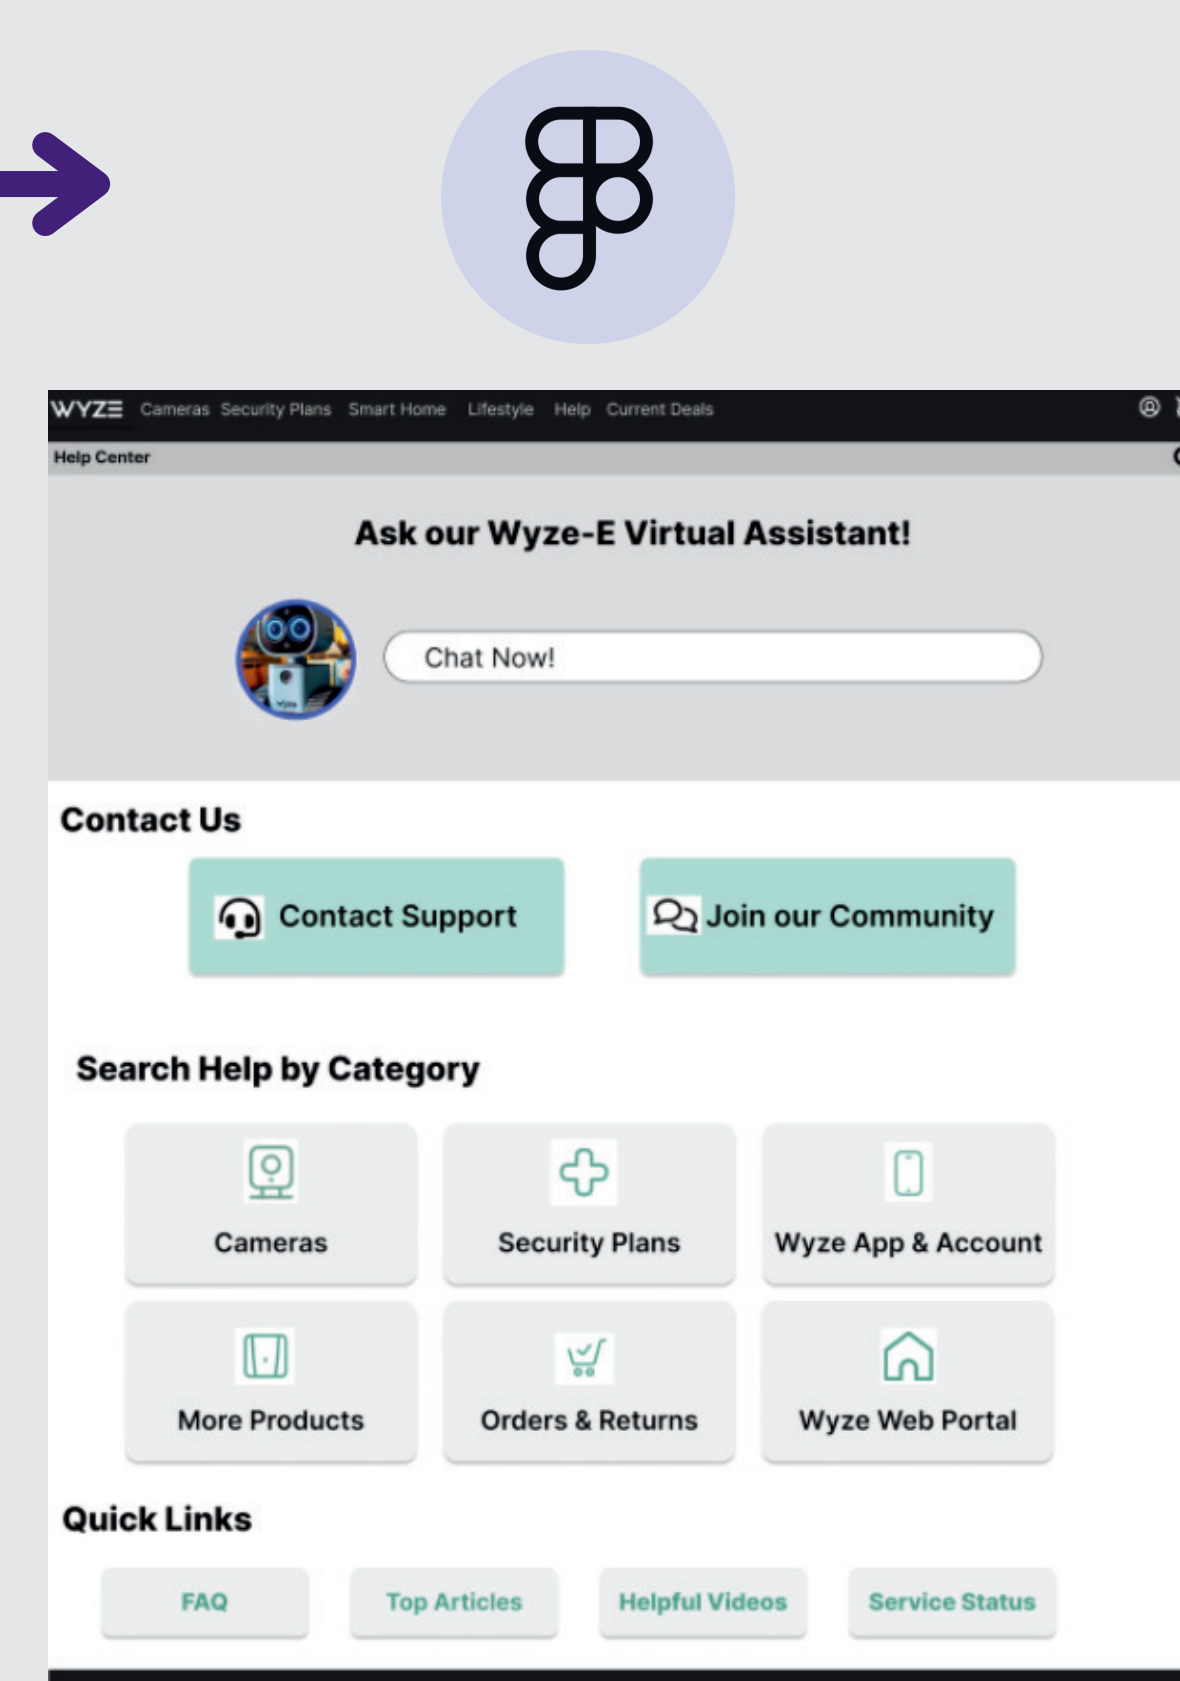 WYZE Cameras Security Plans Smart Home Lifestyle Help Current Deals
Help Center
Ask our Wyze-E Virtual Assistant!
Wyze
Chat Now!
Contact Us
Contact Support
Join our Community
Search Help by Category
Cameras
Security Plans
Wyze App & Account
More Products
Orders & Returns
Wyze Web Portal
Quick Links
FAQ
Top Articles
Helpful Videos
Service Status